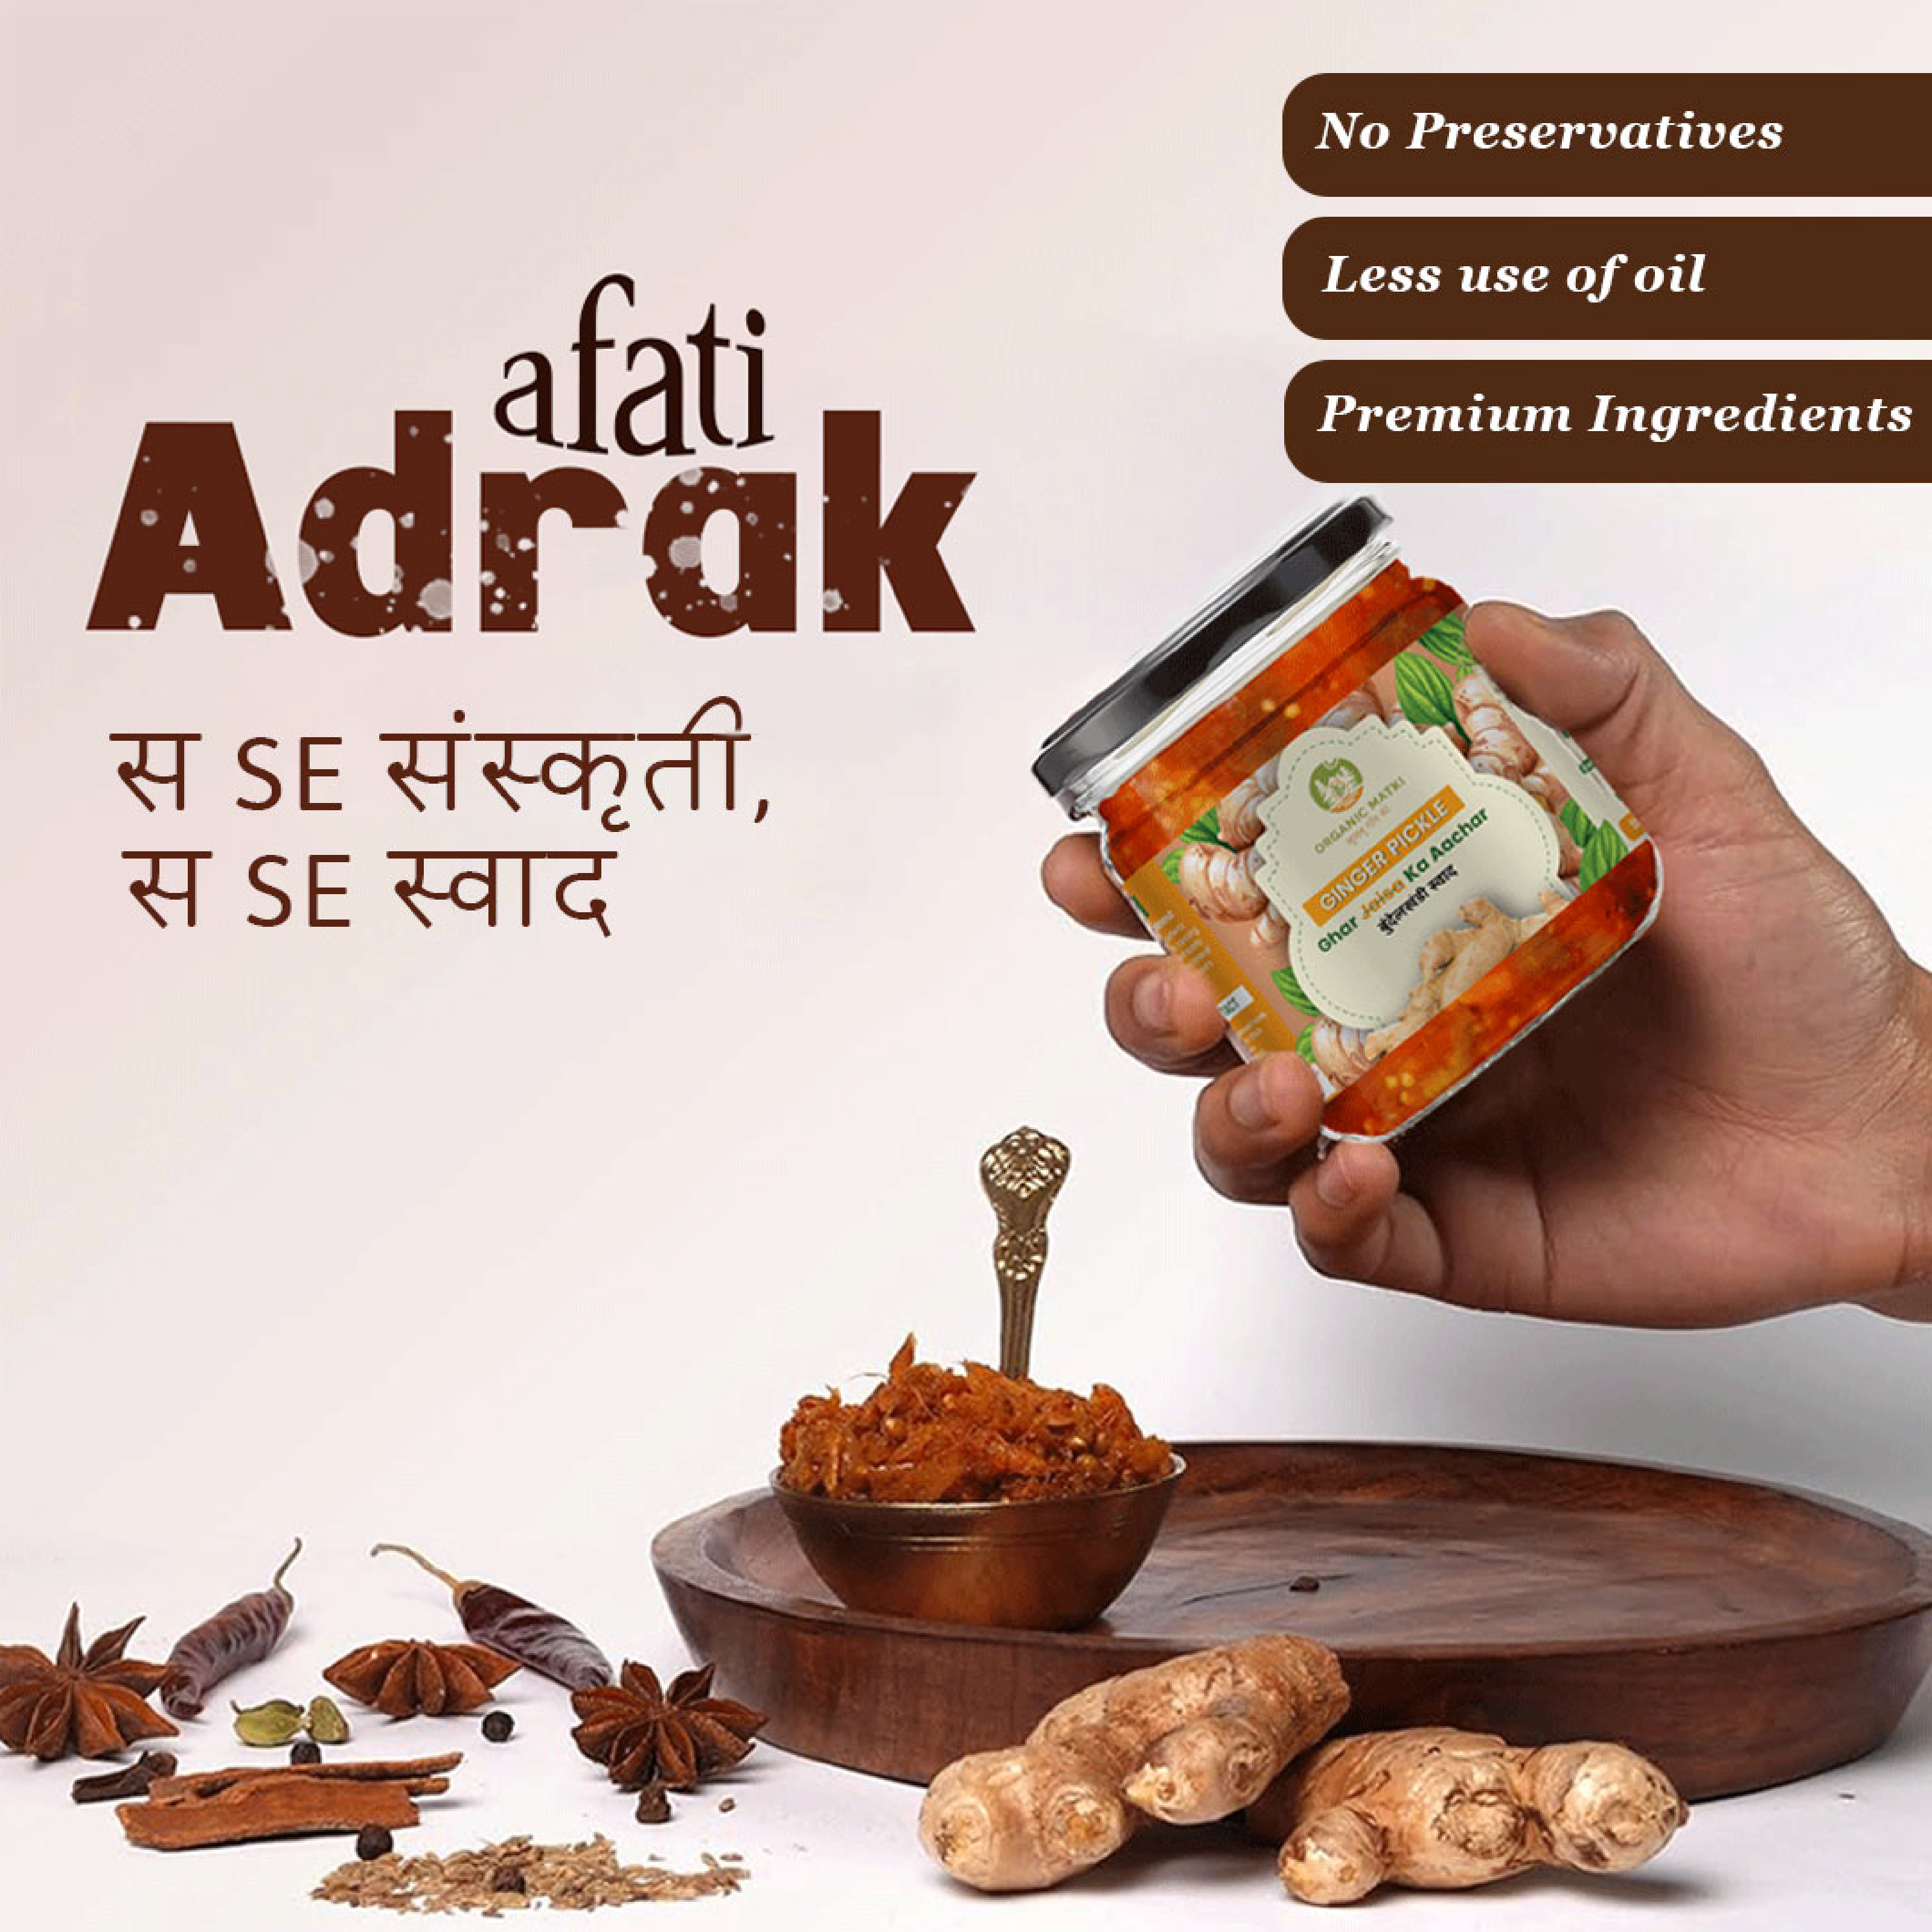 No Preservatives
Less use of oil
Premium Ingredients
afati
Adrak
स SE संस्कृती,
स SE स्वाद
ORGANIC MATKI
GINGER PICKLE
Ghar Jaisa Ka Aachar
बुंदेलखंडी स्वाद